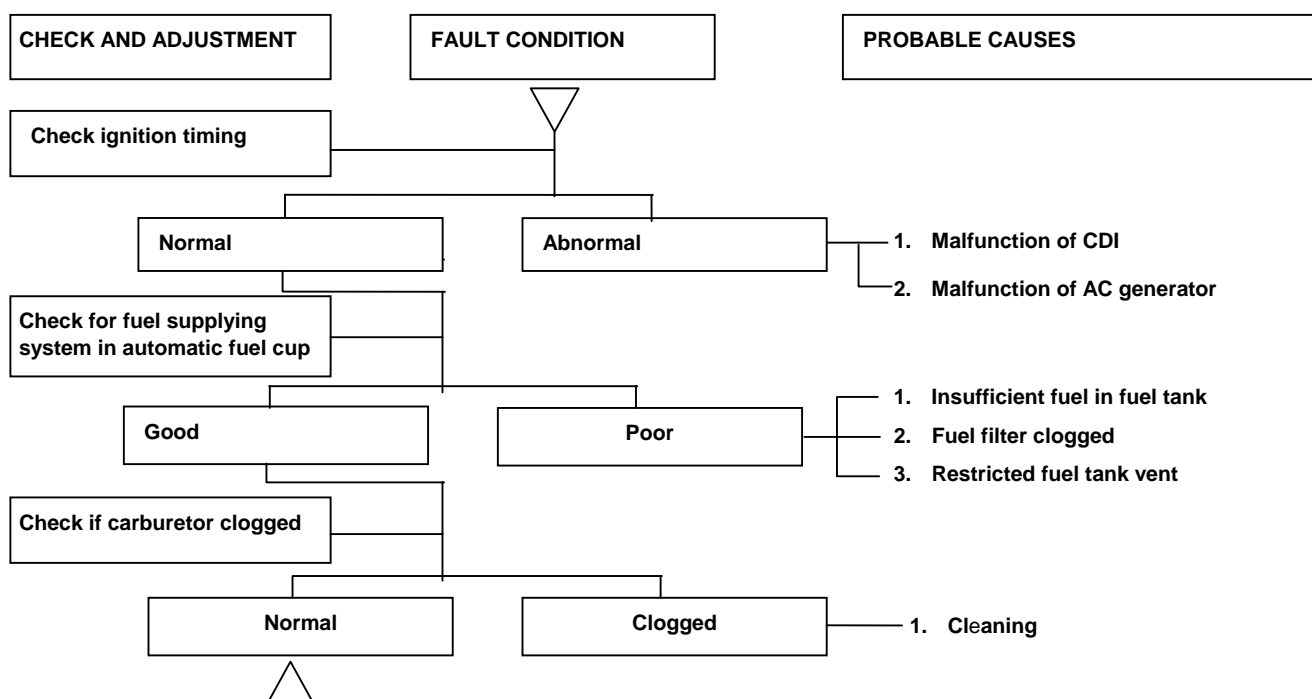 CHECK AND ADJUSTMENT
FAULT CONDITION
PROBABLE CAUSES
Check ignition timing
Normal
Abnormal
1. Malfunction of CDI
2. Malfunction of AC generator
Check for fuel supplying
system in automatic fuel cup
Good
Poor
1. Insufficient fuel in fuel tank
2. Fuel filter clogged
3. Restricted fuel tank vent
Check if carburetor clogged
Normal
Clogged
1. Cleaning